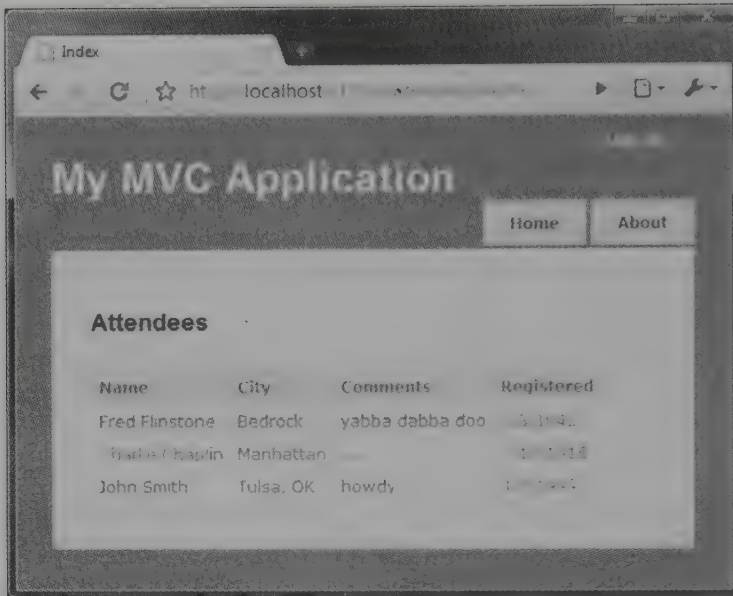 Index
localhost
My MVC Application
Home About
Attendees
Name City Comments Registered
Fred Flinstone Bedrock yabba dabba doo
Manhattan
John Smith Tulsa, OK howdy